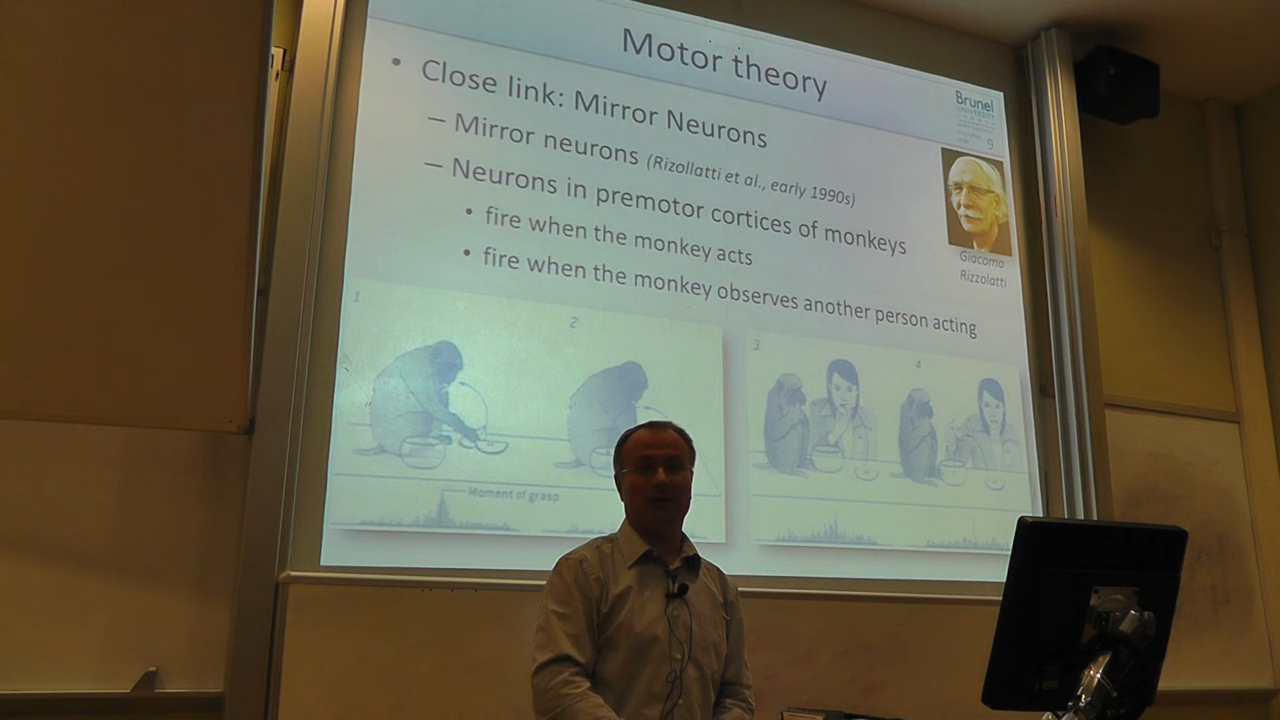 Motor theory
• Close link: Mirror Neurons
– Mirror neurons (Rizollatti et al., early 1990s)
– Neurons in premotor cortices of monkeys
• fire when the monkey acts
• fire when the monkey observes another person acting
Brunel
UNIVERSITY
9
Giacomo
Rizzolatti
1
2
3
4
Moment of grasp